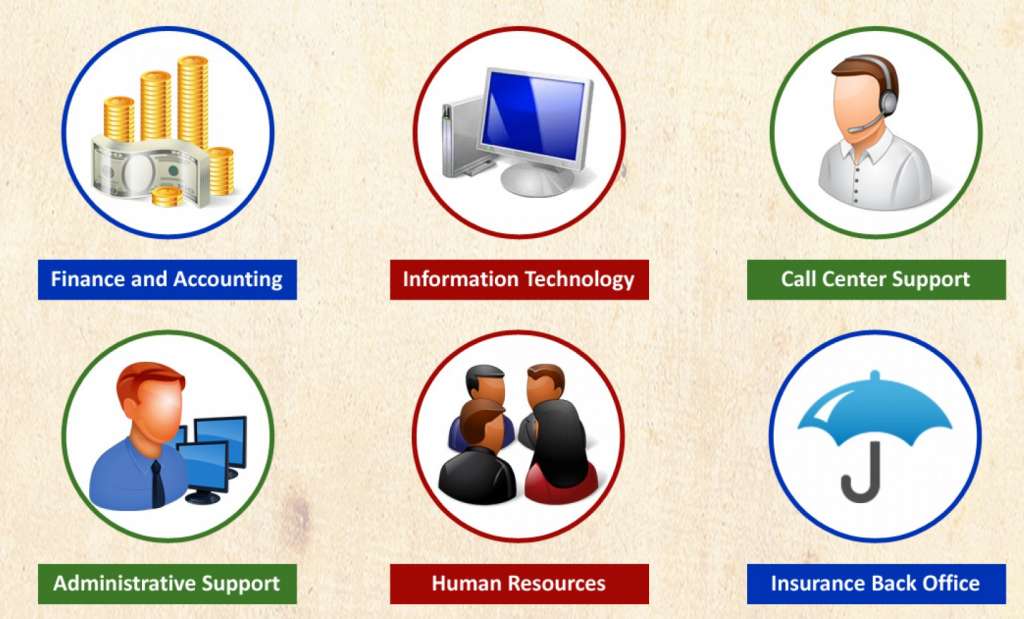 Finance and Accounting
Information Technology
Call Center Support
Administrative Support
Human Resources
Insurance Back Office